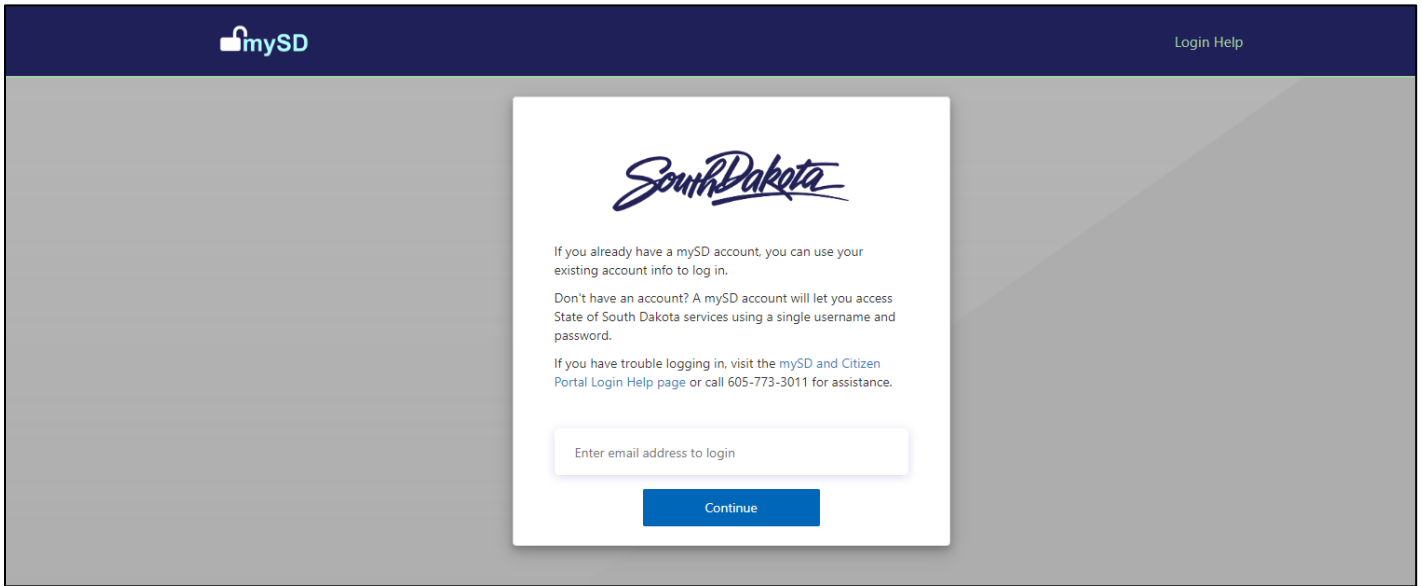 mySD
Login Help
SouthDakota
If you already have a mySD account, you can use your
existing account info to log in.
Don't have an account? A mySD account will let you access
State of South Dakota services using a single username and
password.
If you have trouble logging in, visit the mySD and Citizen
Portal Login Help page or call 605-773-3011 for assistance.
Enter email address to login
Continue